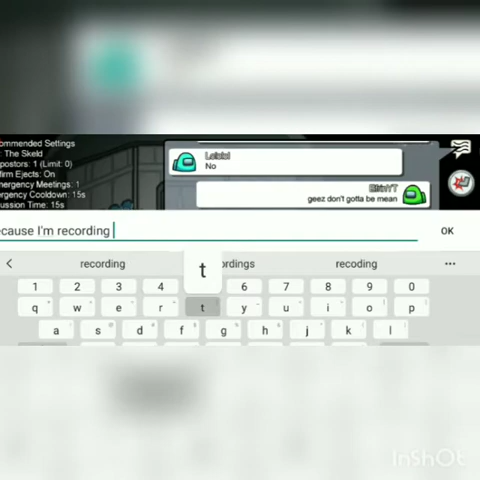 ommended Settings
: The Skeld
postors: 1 (Limit: 0)
firm Ejects: On
mergency Meetings: 1
ergency Cooldown: 15s
ussion Time: 15s
No
geez don't gotta be mean
ecause I'm recording
OK
recording
t
ordings
recoding
1 2 3 4 6 7 8 9 0
q w e r t y u i o p
a s d f g h j k l
InShOt